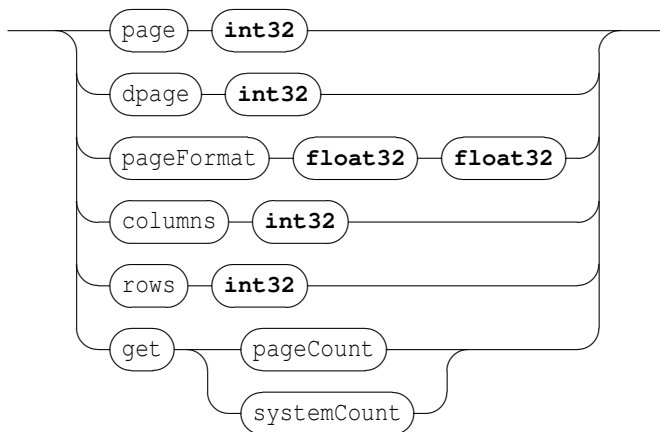 page int32
dpage int32
pageFormat float32 float32
columns int32
rows int32
get pageCount
systemCount